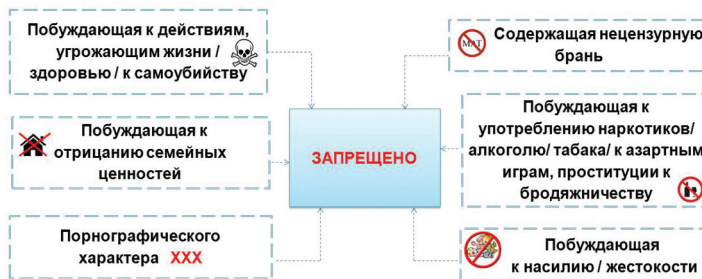 Побуждающая к действиям,
угрожающим жизни /
здоровью / к самоубийству
МАТ
Содержащая нецензурную
брань
Побуждающая к
отрицанию семейных
ценностей
ЗАПРЕЩЕНО
Побуждающая к
употреблению наркотиков/
алкоголю/ табака/ к азартным
играм, проституции к
бродяжничеству
Порнографического
характера XXX
Побуждающая
к насилию/ жестокости